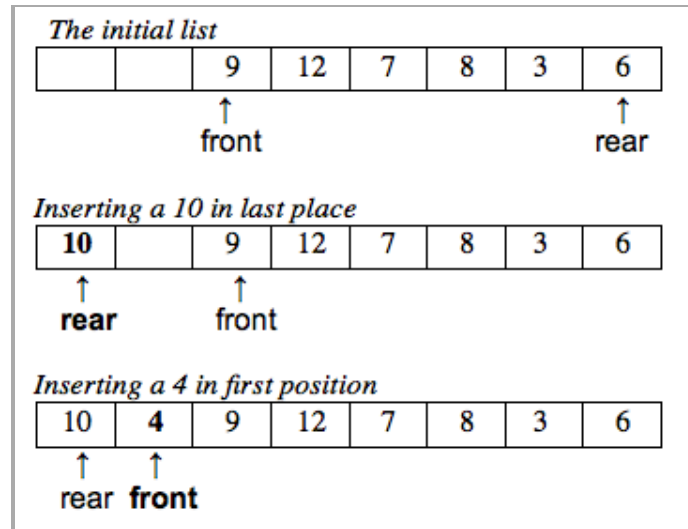 The initial list
9 12 7 8 3 6
↑ ↑
front rear
Inserting a 10 in last place
10 9 12 7 8 3 6
↑ ↑
rear front
Inserting a 4 in first position
10 4 9 12 7 8 3 6
↑ ↑
rear front